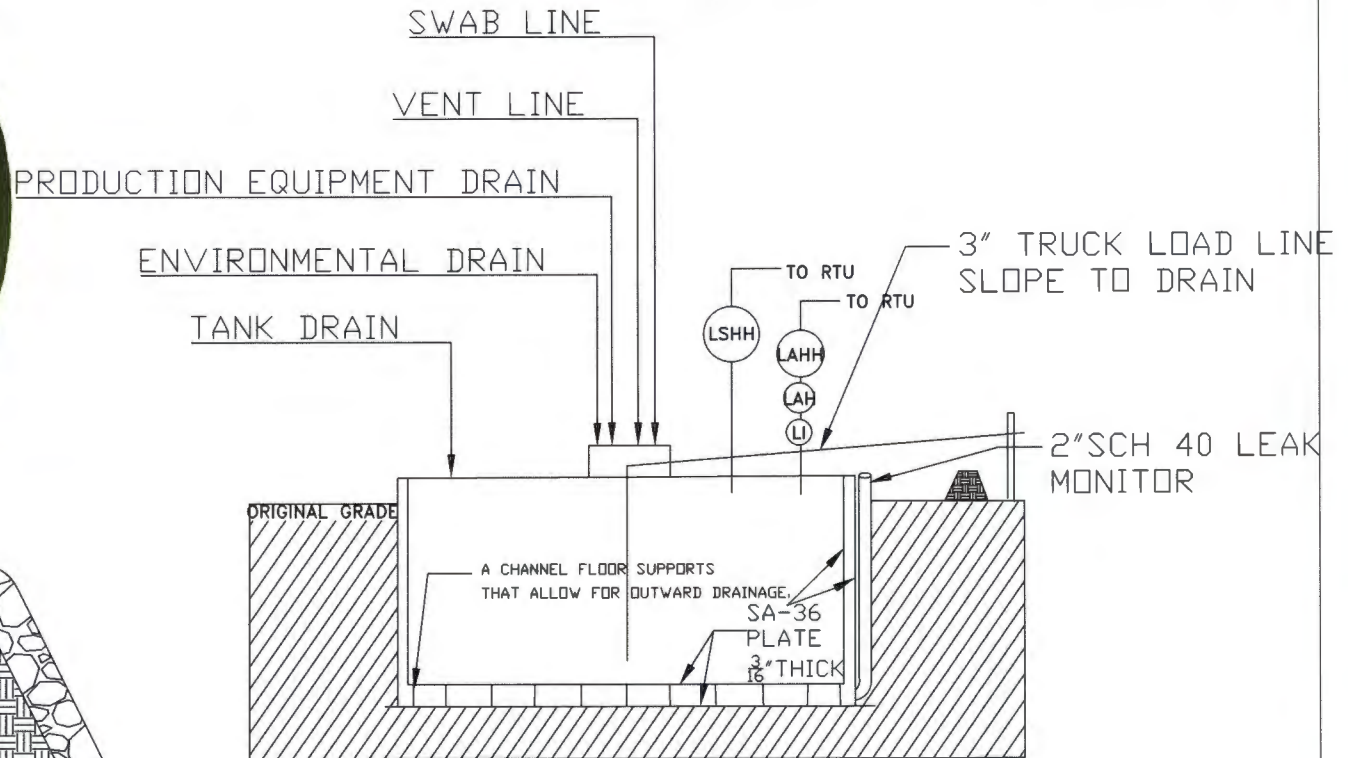 SWAB LINE
VENT LINE
PRODUCTION EQUIPMENT DRAIN
ENVIRONMENTAL DRAIN
TANK DRAIN
TO RTU
TO RTU
3" TRUCK LOAD LINE
SLOPE TO DRAIN
LSHH
LAHH
LAH
LI
2"SCH 40 LEAK
MONITOR
ORIGINAL GRADE
A CHANNEL FLOOR SUPPORTS
THAT ALLOW FOR OUTWARD DRAINAGE.
SA-36
PLATE
3/16" THICK